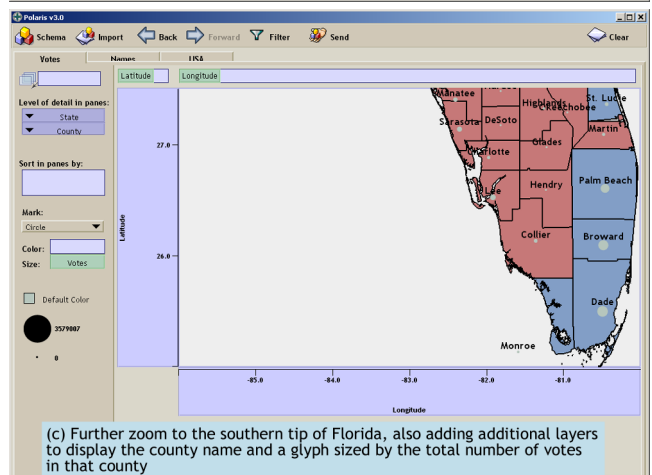 Polaris v3.0
Schema Import Back Forward Filter Send Clear
Votes Names USA
Latitude Longitude
Level of detail in panes:
State
County
Sort in panes by:
Mark:
Circle
Color:
Size: Votes
Default Color
3579007
0
Latitude
27.0
26.0
Manatee
Highlands
Okeechobee
St. Lucie
Sarasota
DeSoto
Martin
Charlotte
Glades
Lee
Hendry
Palm Beach
Collier
Broward
Dade
Monroe
-85.0 -84.0 -83.0 -82.0 -81.0
Longitude
(c) Further zoom to the southern tip of Florida, also adding additional layers
to display the county name and a glyph sized by the total number of votes
in that county